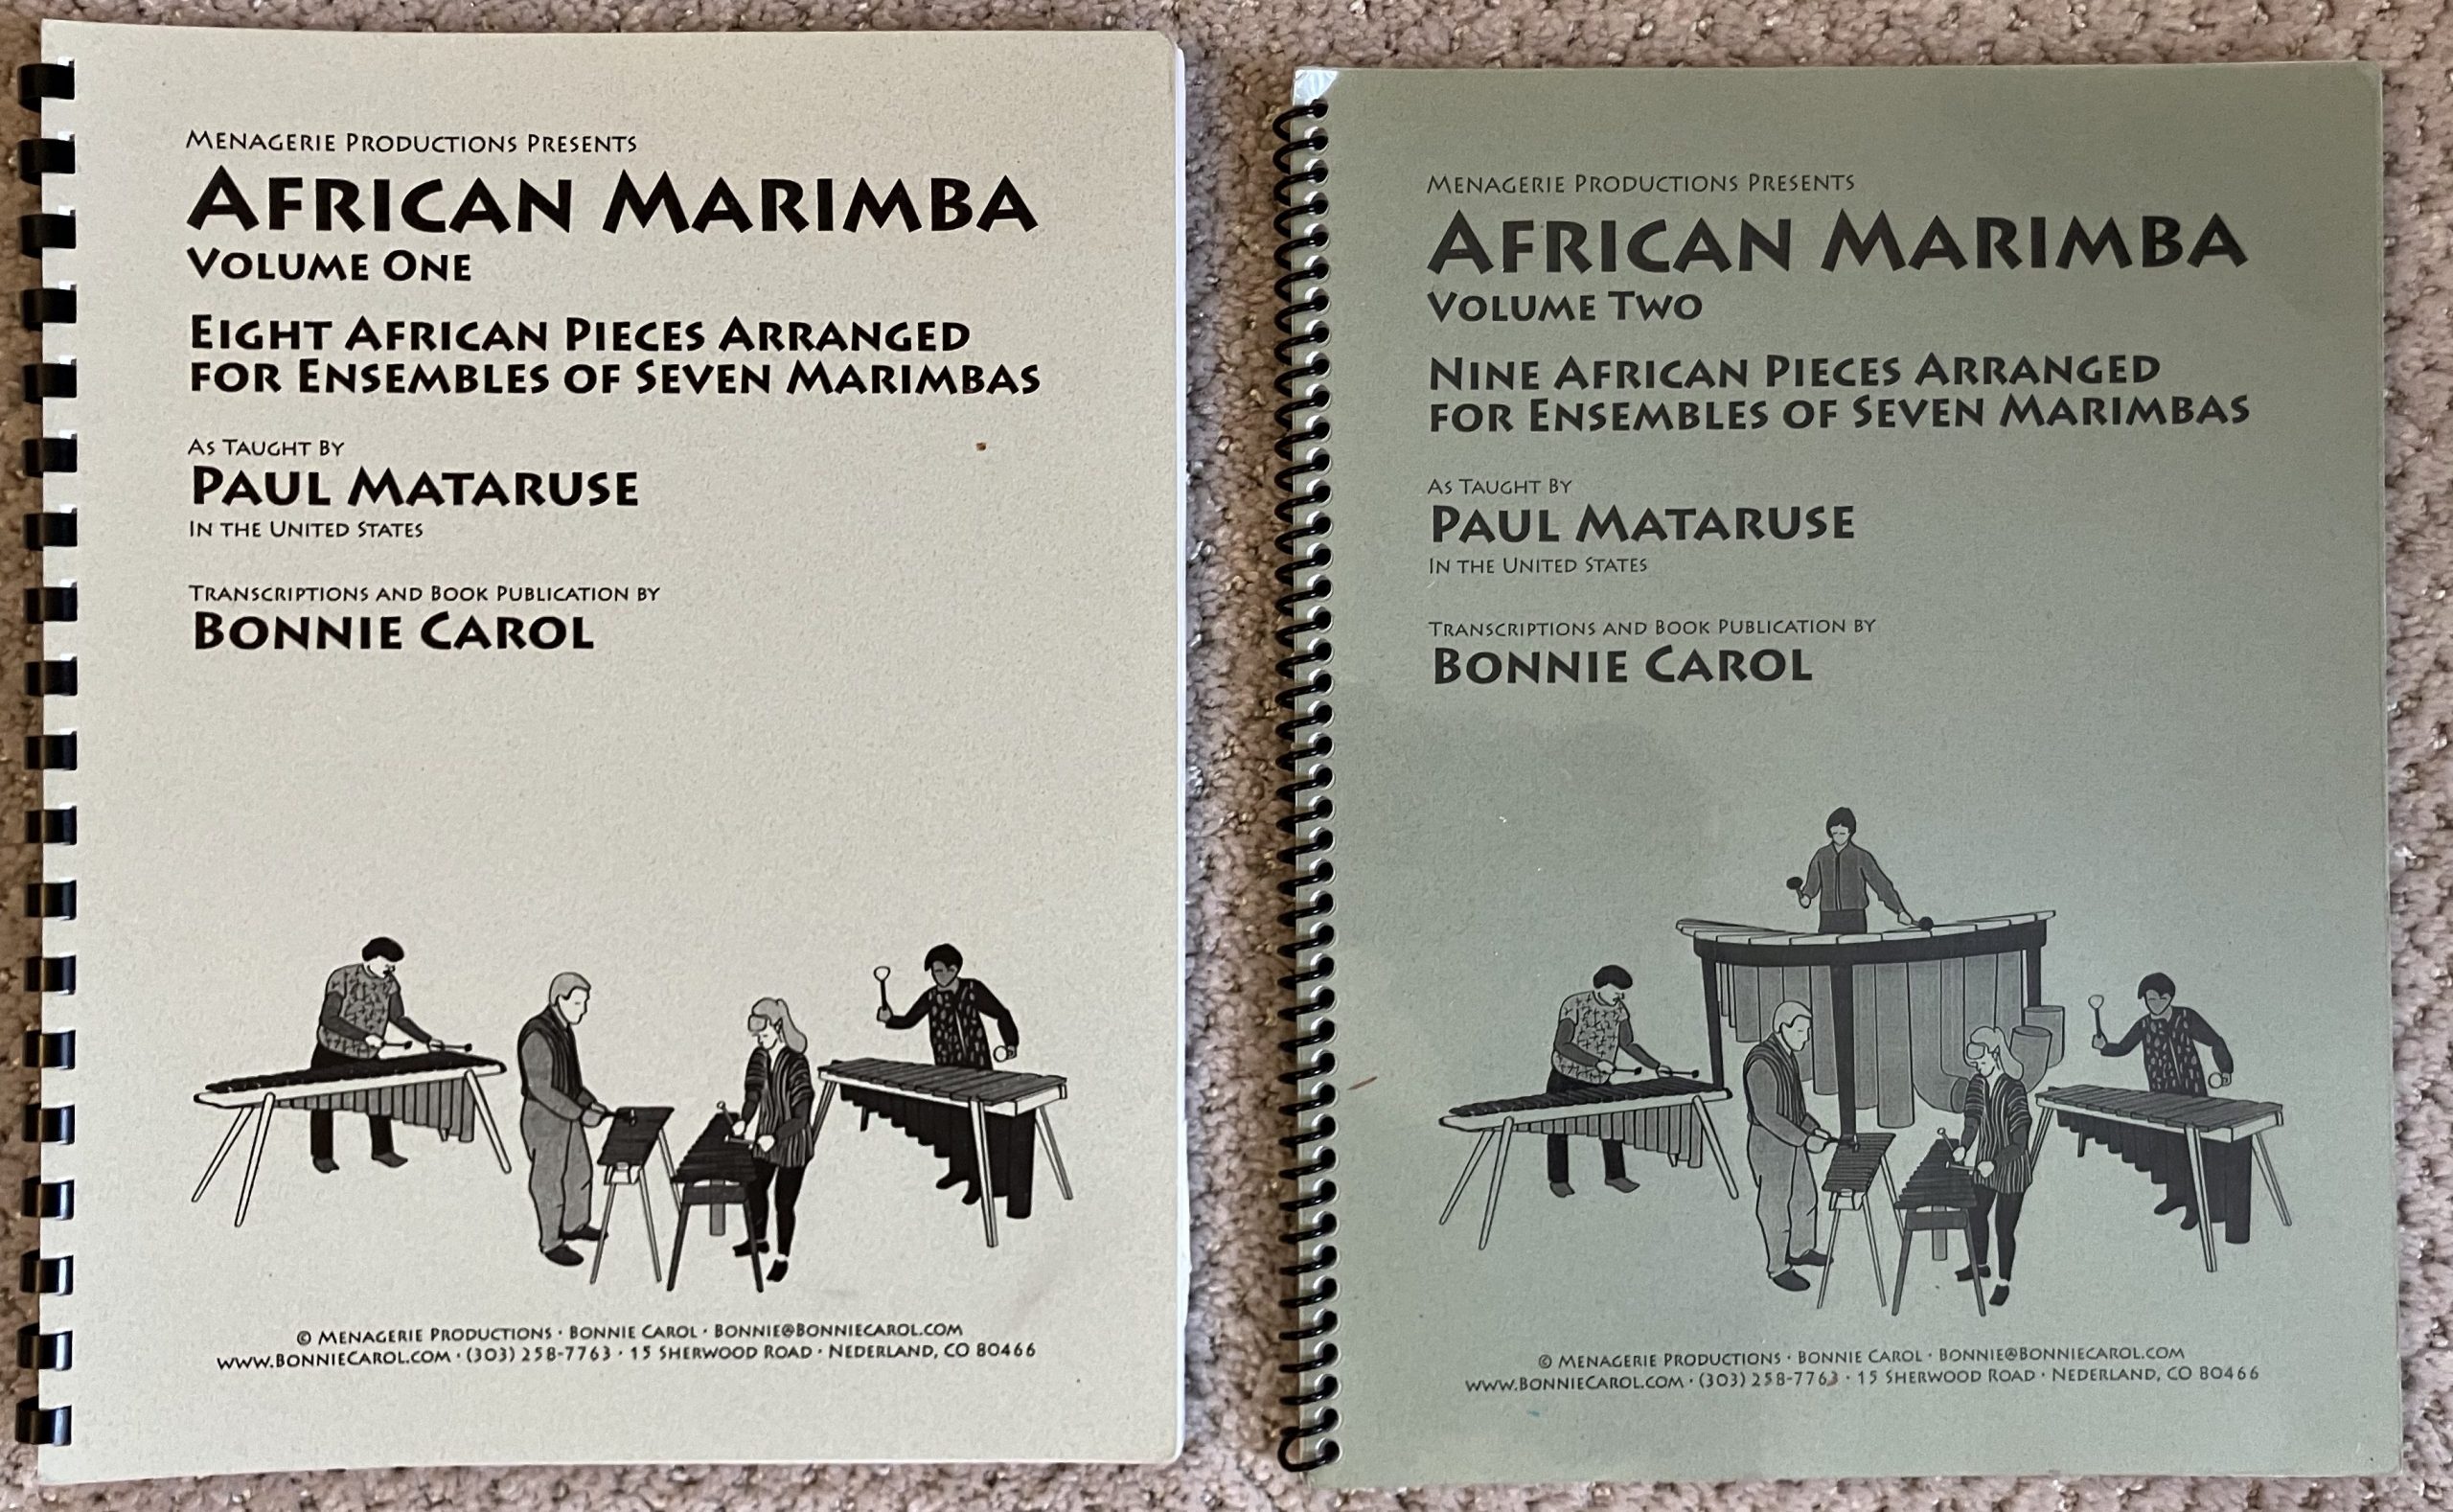 MENAGERIE PRODUCTIONS PRESENTS
AFRICAN MARIMBA
VOLUME ONE
EIGHT AFRICAN PIECES ARRANGED
FOR ENSEMBLES OF SEVEN MARIMBAS
AS TAUGHT BY
PAUL MATARUSE
IN THE UNITED STATES
TRANSCRIPTIONS AND BOOK PUBLICATION BY
BONNIE CAROL
© MENAGERIE PRODUCTIONS · BONNIE CAROL · BONNIE@BONNIECAROL.COM
WWW.BONNIECAROL.COM · (303) 258-7763 · 15 SHERWOOD ROAD · NEDERLAND, CO 80466
MENAGERIE PRODUCTIONS PRESENTS
AFRICAN MARIMBA
VOLUME TWO
NINE AFRICAN PIECES ARRANGED
FOR ENSEMBLES OF SEVEN MARIMBAS
AS TAUGHT BY
PAUL MATARUSE
IN THE UNITED STATES
TRANSCRIPTIONS AND BOOK PUBLICATION BY
BONNIE CAROL
© MENAGERIE PRODUCTIONS · BONNIE CAROL · BONNIE@BONNIECAROL.COM
WWW.BONNIECAROL.COM · (303) 258-7763 · 15 SHERWOOD ROAD · NEDERLAND, CO 80466